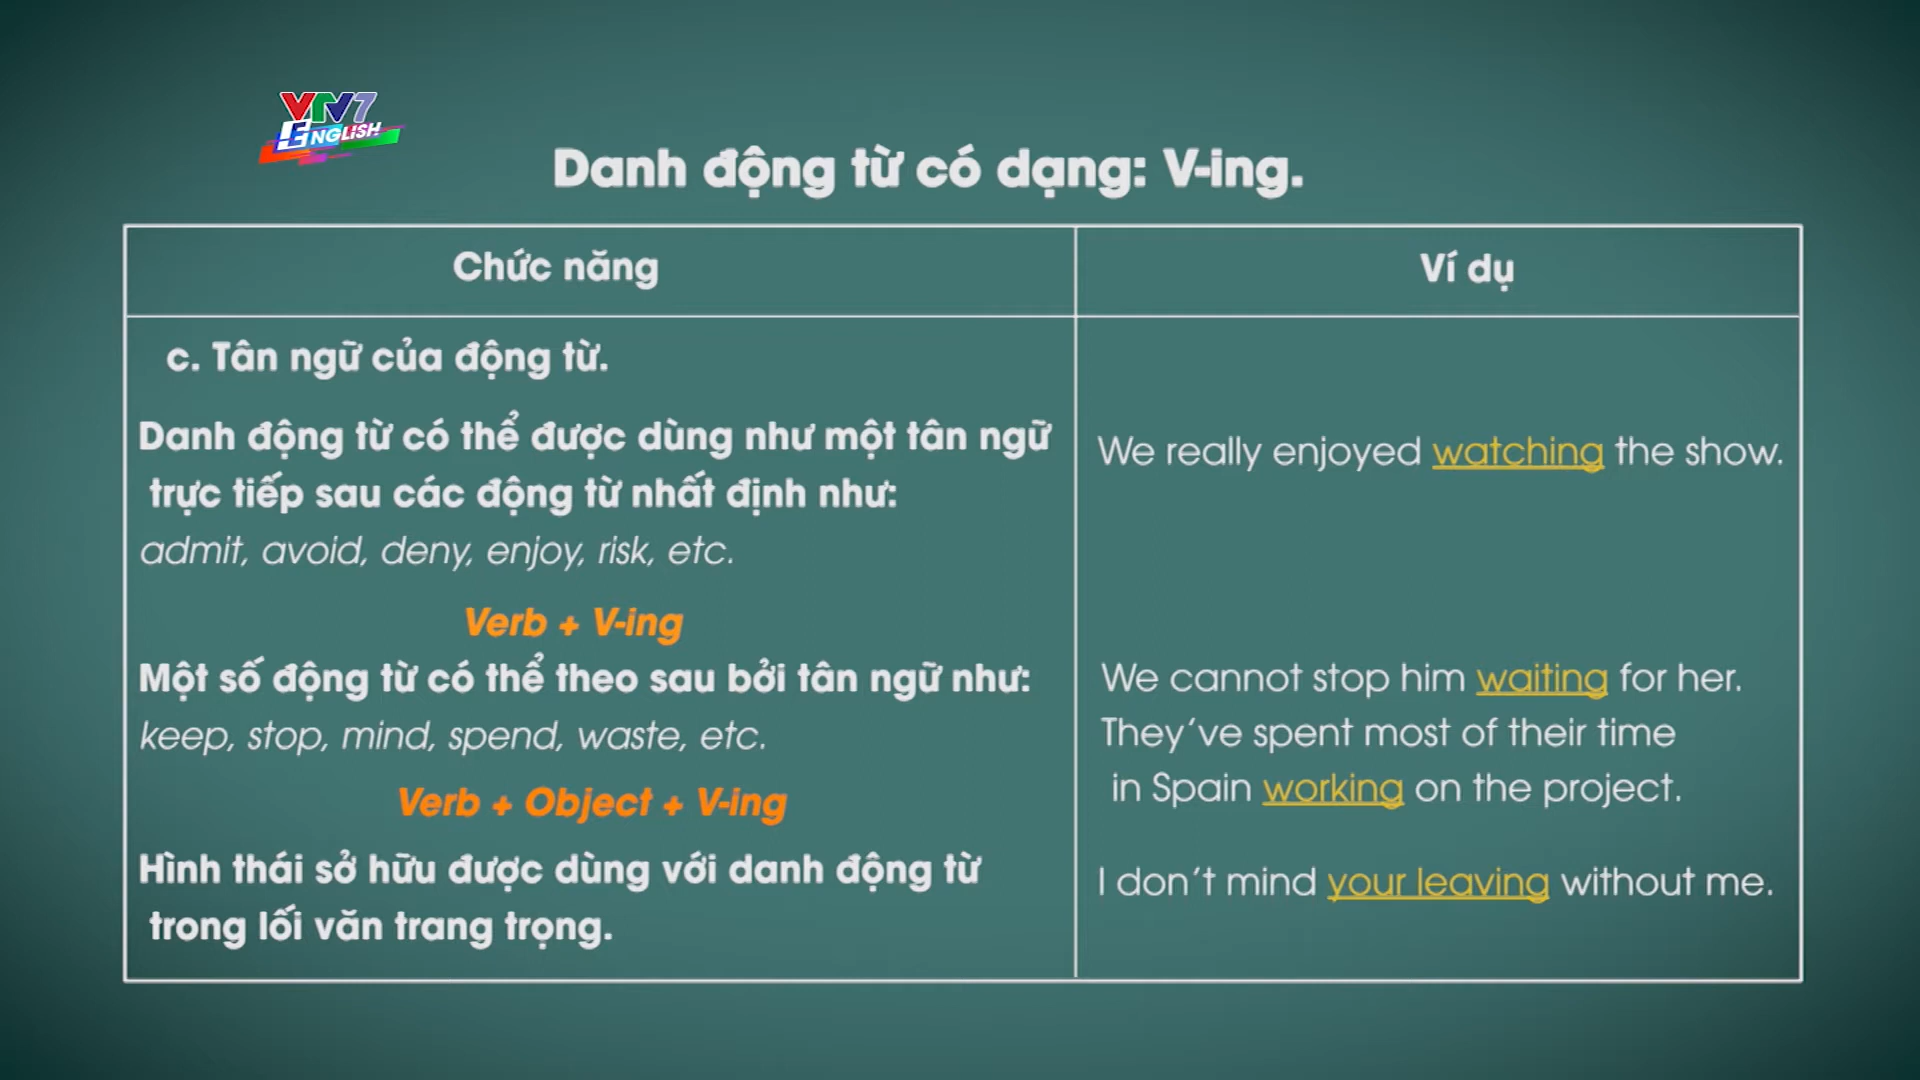 VTV7
ENGLISH
Danh động từ có dạng: V-ing.
Chức năng
Ví dụ
c. Tân ngữ của động từ.
Danh động từ có thể được dùng như một tân ngữ
trực tiếp sau các động từ nhất định như:
admit, avoid, deny, enjoy, risk, etc.
Verb + V-ing
Một số động từ có thể theo sau bởi tân ngữ như:
keep, stop, mind, spend, waste, etc.
Verb + Object + V-ing
Hình thái sở hữu được dùng với danh động từ
trong lối văn trang trọng.
We really enjoyed watching the show.
We cannot stop him waiting for her.
They’ve spent most of their time
in Spain working on the project.
I don’t mind your leaving without me.